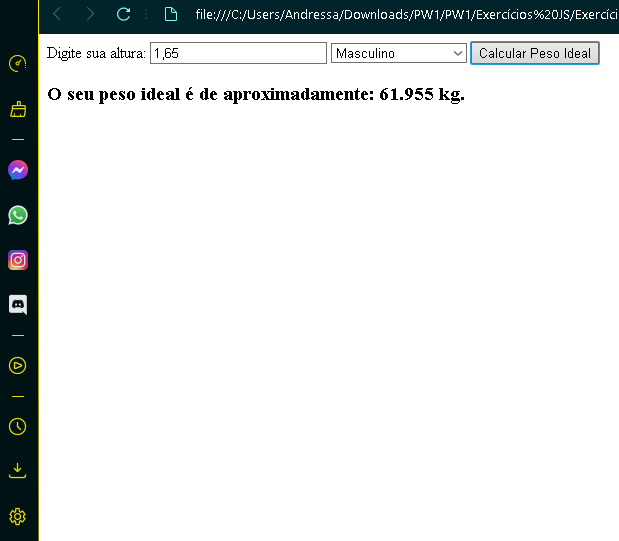 file:///C:/Users/Andressa/Downloads/PW1/PW1/Exercícios%20JS/Exercíci
Digite sua altura: 1,65 Masculino Calcular Peso Ideal
O seu peso ideal é de aproximadamente: 61.955 kg.